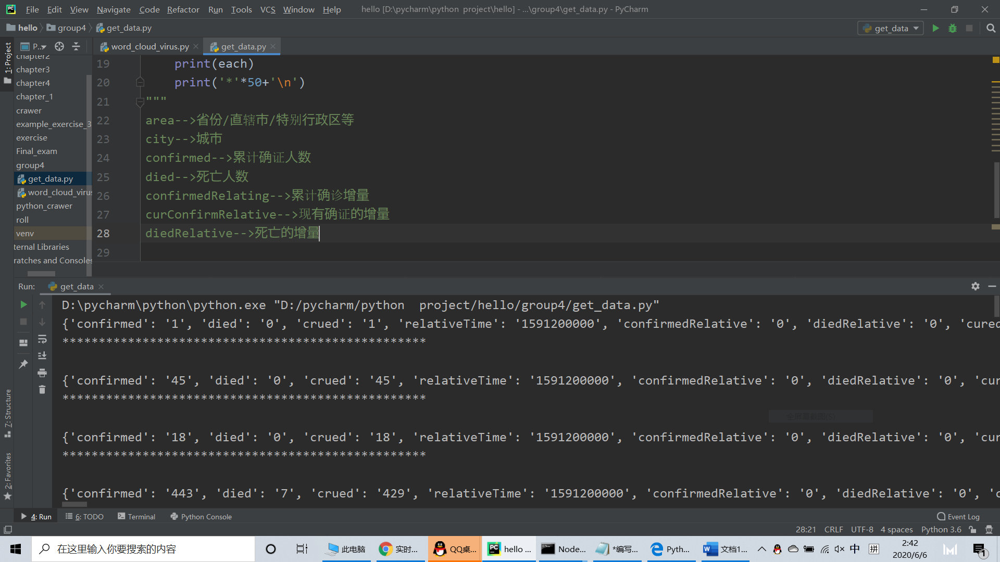 File Edit View Navigate Code Refactor Run Tools VCS Window Help hello [D:\pycharm\python project\hello] - ...\group4\get_data.py - PyCharm
hello group4 get_data.py get_data
1: Project P... word_cloud_virus.py get_data.py
chapter2
chapter3
chapter4
chapter_1
crawer
example_exercise_3
exercise
Final_exam
group4
get_data.py
word_cloud_virus
python_crawer
roll
venv
ternal Libraries
ratches and Consoles
19 print(each)
20 print('*'*50+'\n')
21 """
22 area-->省份/直辖市/特别行政区等
23 city-->城市
24 confirmed-->累计确证人数
25 died-->死亡人数
26 confirmedRelating-->累计确诊增量
27 curConfirmRelative-->现有确证的增量
28 diedRelative-->死亡的增量
29
Run: get_data
D:\pycharm\python\python.exe "D:/pycharm/python  project/hello/group4/get_data.py"
{'confirmed': '1', 'died': '0', 'crued': '1', 'relativeTime': '1591200000', 'confirmedRelative': '0', 'diedRelative': '0', 'cured
**************************************************
{'confirmed': '45', 'died': '0', 'crued': '45', 'relativeTime': '1591200000', 'confirmedRelative': '0', 'diedRelative': '0', 'cur
**************************************************
全屏幕截图(S)
{'confirmed': '18', 'died': '0', 'crued': '18', 'relativeTime': '1591200000', 'confirmedRelative': '0', 'diedRelative': '0', 'cur
**************************************************
{'confirmed': '443', 'died': '7', 'crued': '429', 'relativeTime': '1591200000', 'confirmedRelative': '0', 'diedRelative': '0', 'c
7: Structure
2: Favorites
4: Run 6: TODO Terminal Python Console Event Log
28:21 CRLF UTF-8 4 spaces Python 3.6
在这里输入你要搜索的内容 此电脑 实时... QQ桌... hello ... Node... *编写... Pyth... 文档1... 中 拼 2:42
2020/6/6 1